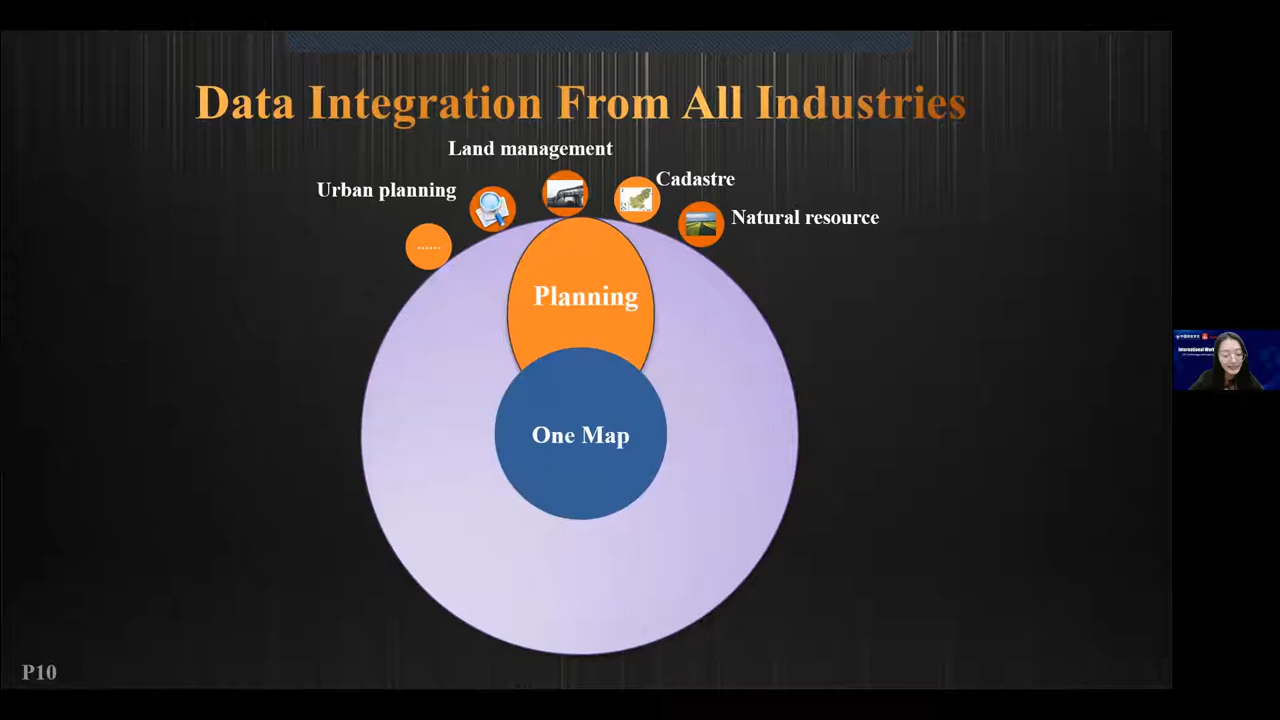 Data Integration From All Industries
Land management
Cadastre
Urban planning
Natural resource
......
Planning
One Map
P10